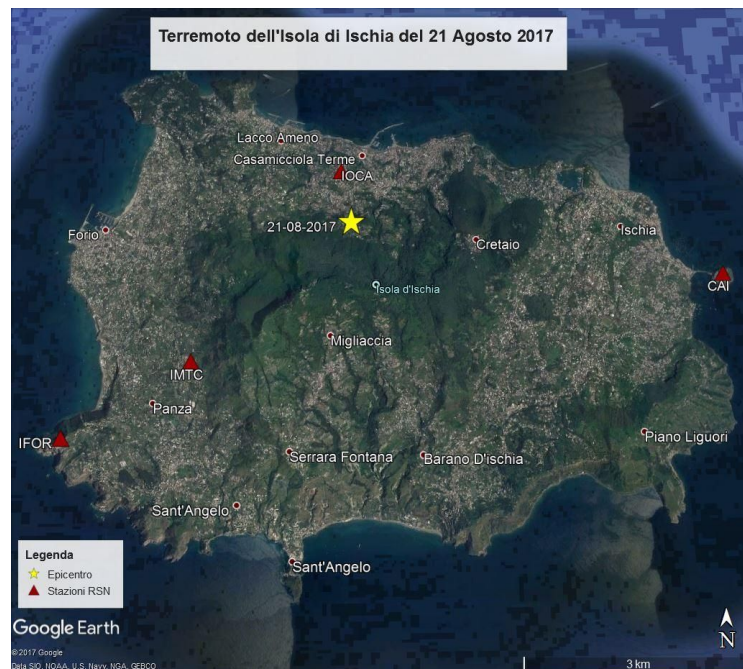 Terremoto dell'Isola di Ischia del 21 Agosto 2017
Lacco Ameno
Casamicciola Terme
IOCA
21-08-2017
Forio
Cretaio
Ischia
CAI
Isola d'Ischia
Migliaccia
IMTC
Panza
IFOR
Piano Liguori
Serrara Fontana
Barano D'ischia
Sant'Angelo
Sant'Angelo
Legenda
Epicentro
Stazioni RSN
Google Earth
N
© 2017 Google
Data SIO, NOAA, U.S. Navy, NGA, GEBCO
3 km